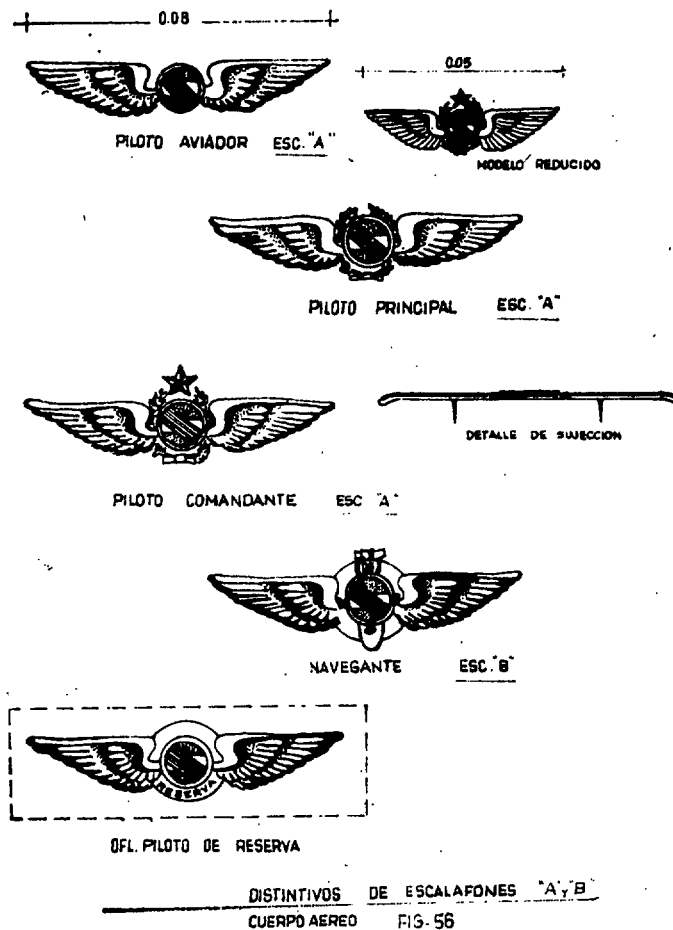 0.08
0.05
PILOTO AVIADOR ESC. "A"
MODELO REDUCIDO
PILOTO PRINCIPAL ESC. "A"
DETALLE DE SUJECCION
PILOTO COMANDANTE ESC "A"
NAVEGANTE ESC. "B"
RESERVA
OFL. PILOTO DE RESERVA
DISTINTIVOS DE ESCALAFONES "A" y "B"
CUERPO AEREO FIG- 56